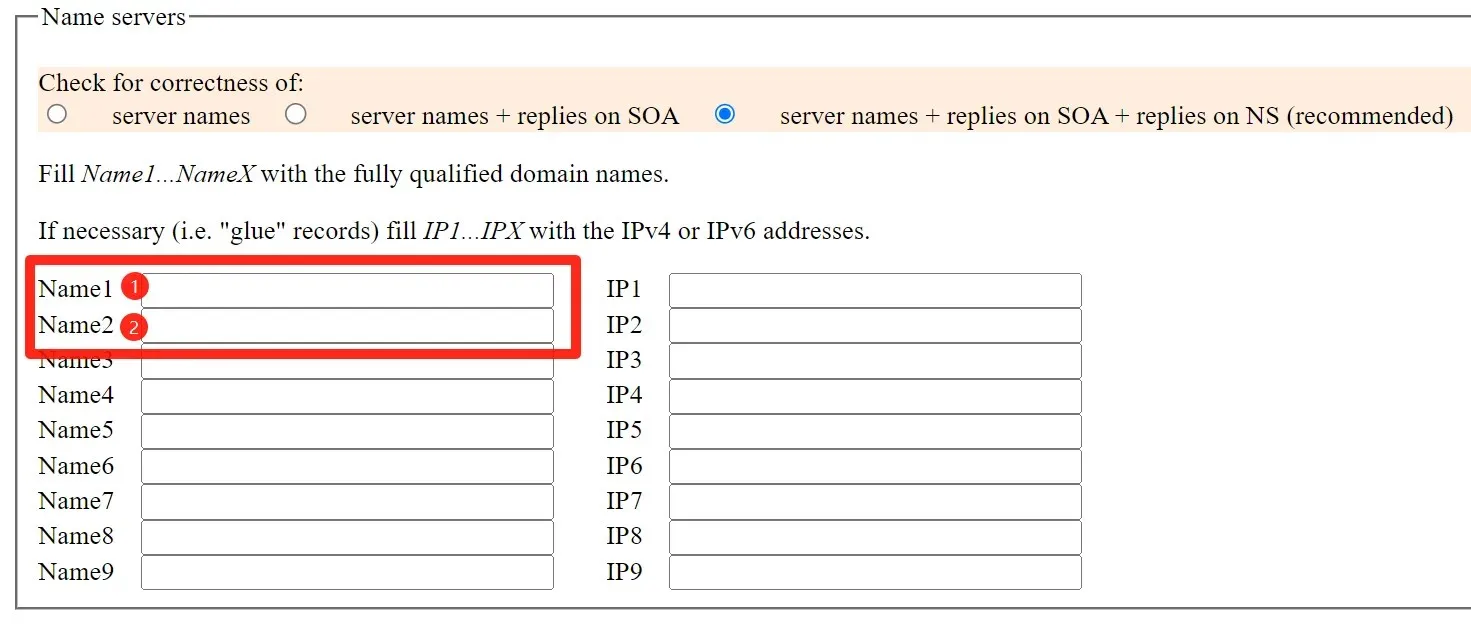 Name servers
Check for correctness of:
server names server names + replies on SOA server names + replies on SOA + replies on NS (recommended)
Fill Name1...NameX with the fully qualified domain names.
If necessary (i.e. "glue" records) fill IP1...IPX with the IPv4 or IPv6 addresses.
Name1 1 IP1
Name2 2 IP2
Name3 IP3
Name4 IP4
Name5 IP5
Name6 IP6
Name7 IP7
Name8 IP8
Name9 IP9